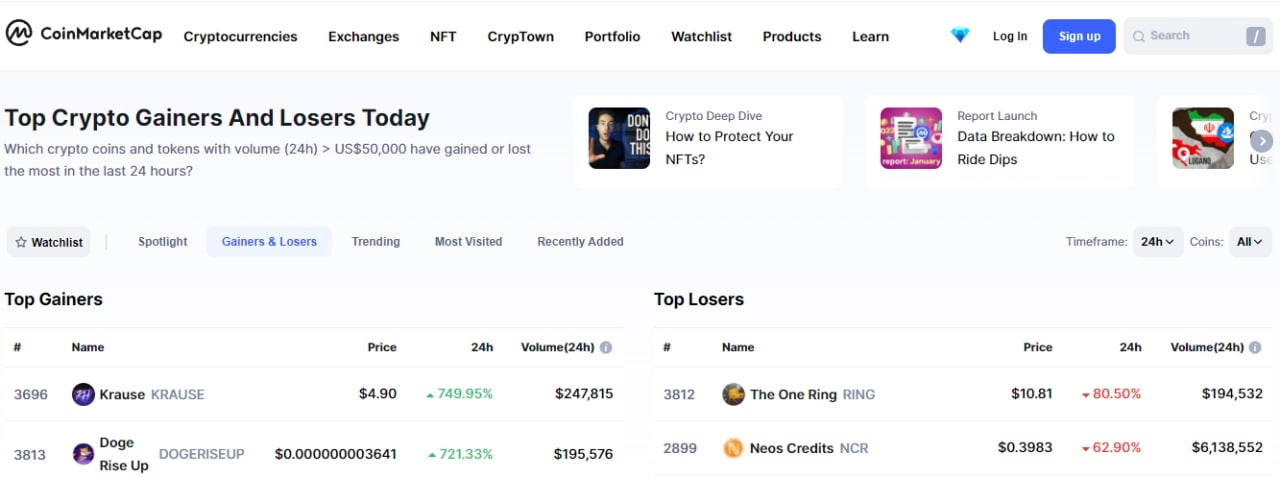 CoinMarketCap Cryptocurrencies Exchanges NFT CrypTown Portfolio Watchlist Products Learn Log In Sign up Search /
Top Crypto Gainers And Losers Today
Which crypto coins and tokens with volume (24h) > US$50,000 have gained or lost
the most in the last 24 hours?
DON
DO
THIS
Crypto Deep Dive
How to Protect Your
NFTs?
report: January
Report Launch
Data Breakdown: How to
Ride Dips
LUGANO
Use
Watchlist Spotlight Gainers & Losers Trending Most Visited Recently Added Timeframe: 24h Coins: All
Top Gainers
# Name Price 24h Volume(24h)
3696 Krause KRAUSE $4.90 749.95% $247,815
3813 Doge Rise Up DOGERISEUP $0.000000003641 721.33% $195,576
Top Losers
# Name Price 24h Volume(24h)
3812 The One Ring RING $10.81 80.50% $194,532
2899 Neos Credits NCR $0.3983 62.90% $6,138,552